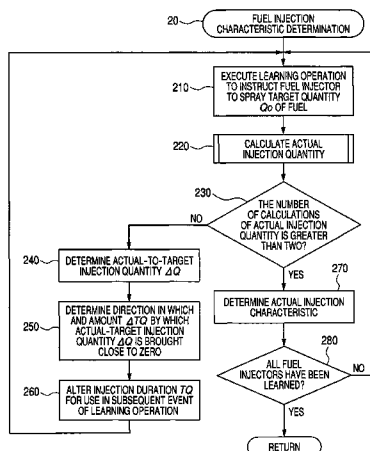 20
FUEL INJECTION
CHARACTERISTIC DETERMINATION
210
EXECUTE LEARNING OPERATION
TO INSTRUCT FUEL INJECTOR
TO SPRAY TARGET QUANTITY
Qo OF FUEL
220
CALCULATE ACTUAL
INJECTION QUANTITY
230
THE NUMBER
OF CALCULATIONS
OF ACTUAL INJECTION
QUANTITY IS GREATER
THAN TWO?
NO
YES
240
DETERMINE ACTUAL-TO-TARGET
INJECTION QUANTITY ΔQ
250
DETERMINE DIRECTION IN WHICH
AND AMOUNT ΔTQ BY WHICH
ACTUAL-TARGET INJECTION
QUANTITY ΔQ IS BROUGHT
CLOSE TO ZERO
260
ALTER INJECTION DURATION TQ
FOR USE IN SUBSEQUENT EVENT
OF LEARNING OPERATION
270
DETERMINE ACTUAL INJECTION
CHARACTERISTIC
280
ALL FUEL
INJECTORS HAVE BEEN
LEARNED?
NO
YES
RETURN